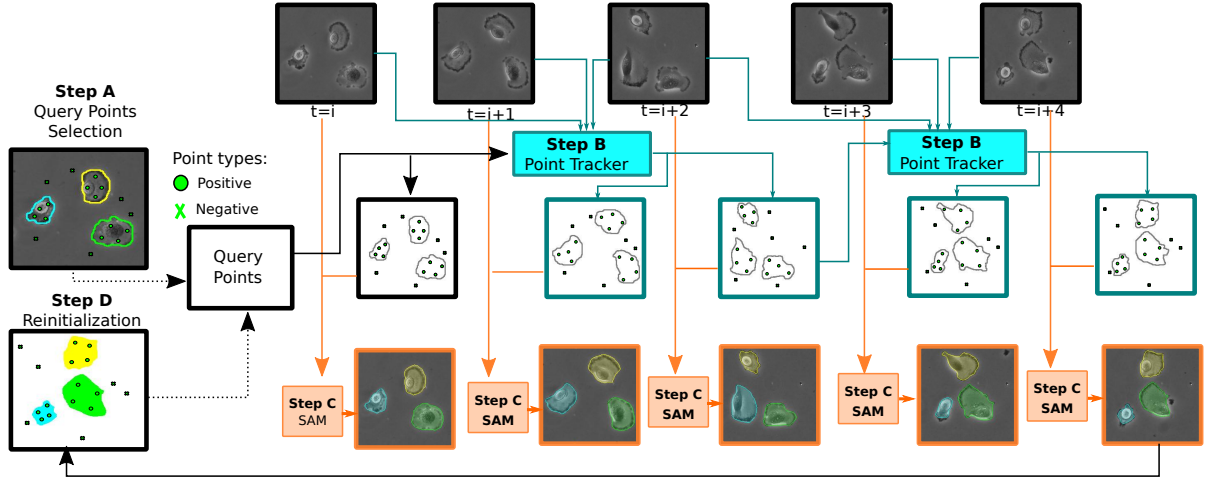 t=i
t=i+1
t=i+2
t=i+3
t=i+4
Step A
Query Points
Selection
Point types:
Positive
Negative
Step B
Point Tracker
Step B
Point Tracker
Query
Points
Step D
Reinitialization
Step C
SAM
Step C
SAM
Step C
SAM
Step C
SAM
Step C
SAM